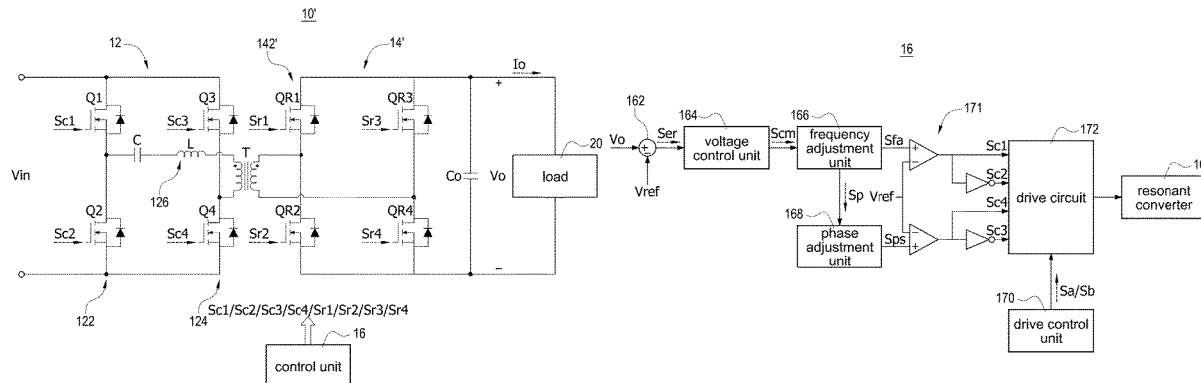 10'
12
142'
14'
Io
Q1
Q3
QR1
QR3
Sc1
Sc3
Sr1
Sr3
C
L
T
Vin
126
Co
+
Vo
−
20
load
Q2
Q4
QR2
QR4
Sc2
Sc4
Sr2
Sr4
122
124
Sc1/Sc2/Sc3/Sc4/Sr1/Sr2/Sr3/Sr4
16
control unit
16
162
164
166
171
172
Vo
Ser
Scm
Sfa
+
−
Vref
voltage
control unit
frequency
adjustment
unit
Sc1
Sc2
Sc4
Sc3
Sp
Vref
168
phase
adjustment
unit
Sps
−
+
drive circuit
resonant
converter
Sa/Sb
170
drive control
unit